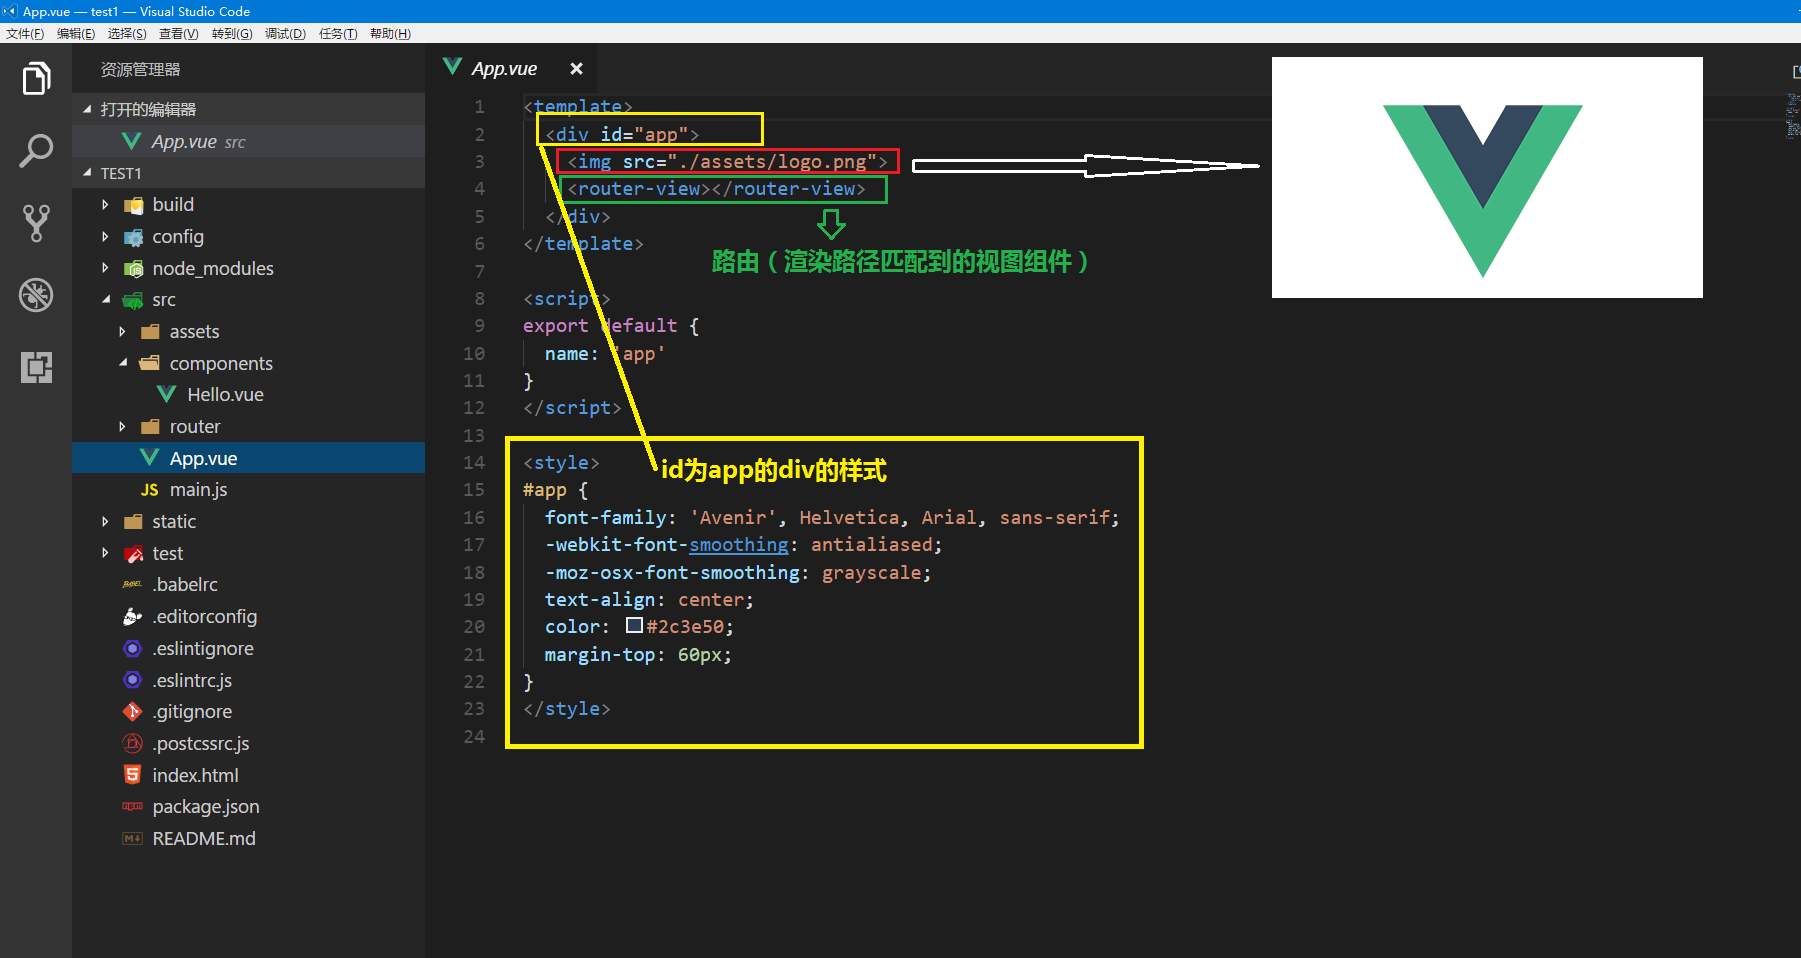 App.vue — test1 — Visual Studio Code
文件(F) 编辑(E) 选择(S) 查看(V) 转到(G) 调试(D) 任务(T) 帮助(H)
资源管理器
打开的编辑器
App.vue src
TEST1
build
config
node_modules
src
assets
components
Hello.vue
router
App.vue
JS main.js
static
test
.babelrc
.editorconfig
.eslintignore
.eslintrc.js
.gitignore
.postcssrc.js
index.html
package.json
README.md
App.vue
1 <template>
2 <div id="app">
3 <img src="./assets/logo.png">
4 <router-view></router-view>
5 </div>
6 </template>
路由（渲染路径匹配到的视图组件）
7
8 <script>
9 export default {
10 name: 'app'
11 }
12 </script>
13
14 <style>
id为app的div的样式
15 #app {
16 font-family: 'Avenir', Helvetica, Arial, sans-serif;
17 -webkit-font-smoothing: antialiased;
18 -moz-osx-font-smoothing: grayscale;
19 text-align: center;
20 color: #2c3e50;
21 margin-top: 60px;
22 }
23 </style>
24